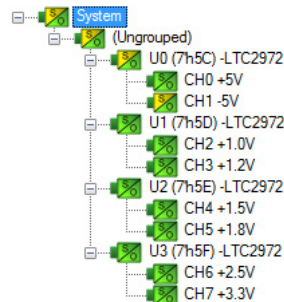 System
(Ungrouped)
U0 (7h5C) -LTC2972
CH0 +5V
CH1 -5V
U1 (7h5D) -LTC2972
CH2 +1.0V
CH3 +1.2V
U2 (7h5E) -LTC2972
CH4 +1.5V
CH5 +1.8V
U3 (7h5F) -LTC2972
CH6 +2.5V
CH7 +3.3V